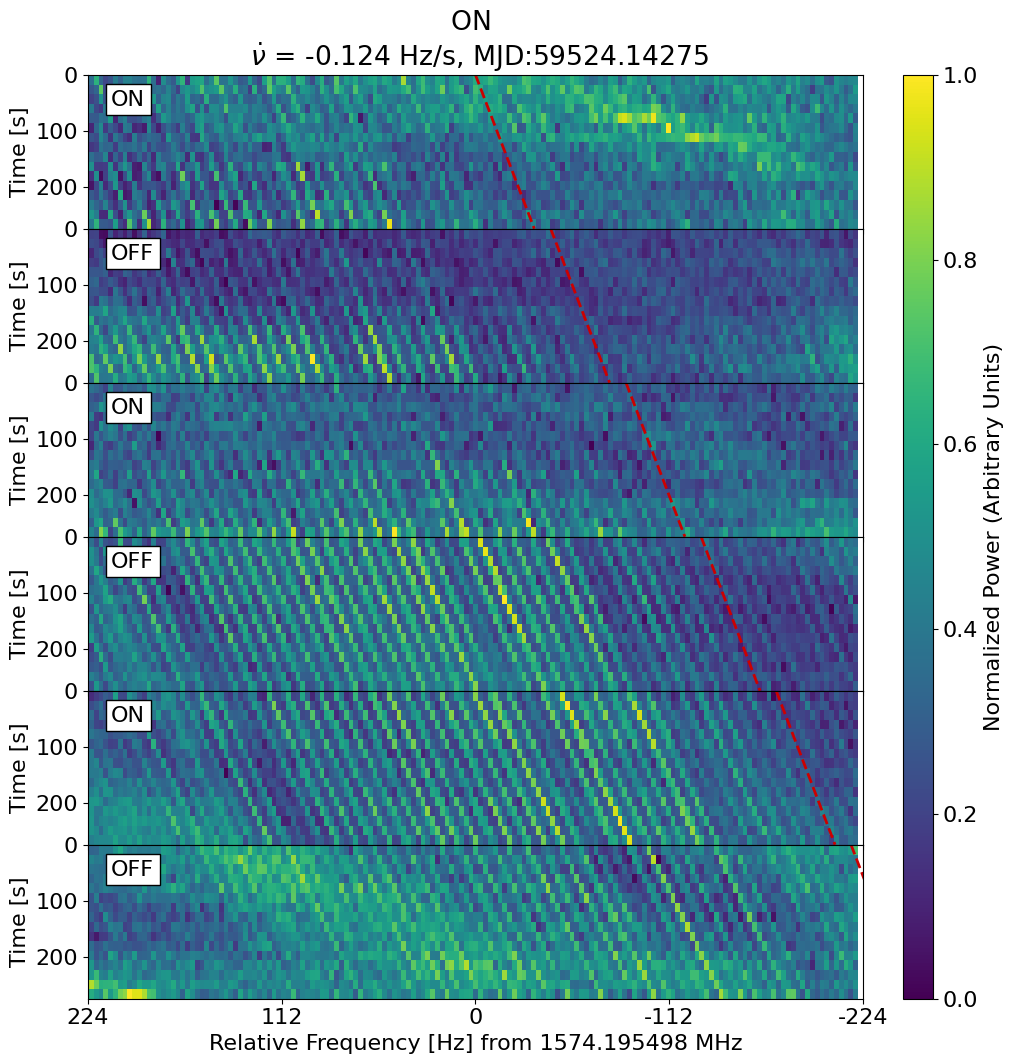 ON
ν̇ = -0.124 Hz/s, MJD:59524.14275
0
ON
100
Time [s]
200
0
OFF
100
Time [s]
200
0
ON
100
Time [s]
200
0
OFF
100
Time [s]
200
0
ON
100
Time [s]
200
0
OFF
100
Time [s]
200
224 112 0 -112 -224
Relative Frequency [Hz] from 1574.195498 MHz
1.0
0.8
0.6
0.4
0.2
0.0
Normalized Power (Arbitrary Units)